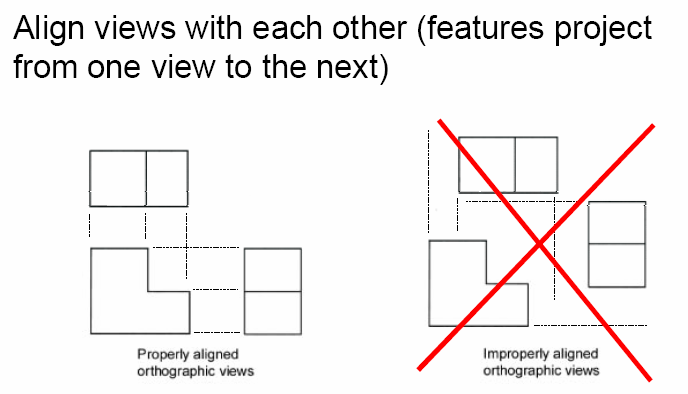 Align views with each other (features project
from one view to the next)
Properly aligned
orthographic views
Improperly aligned
orthographic views